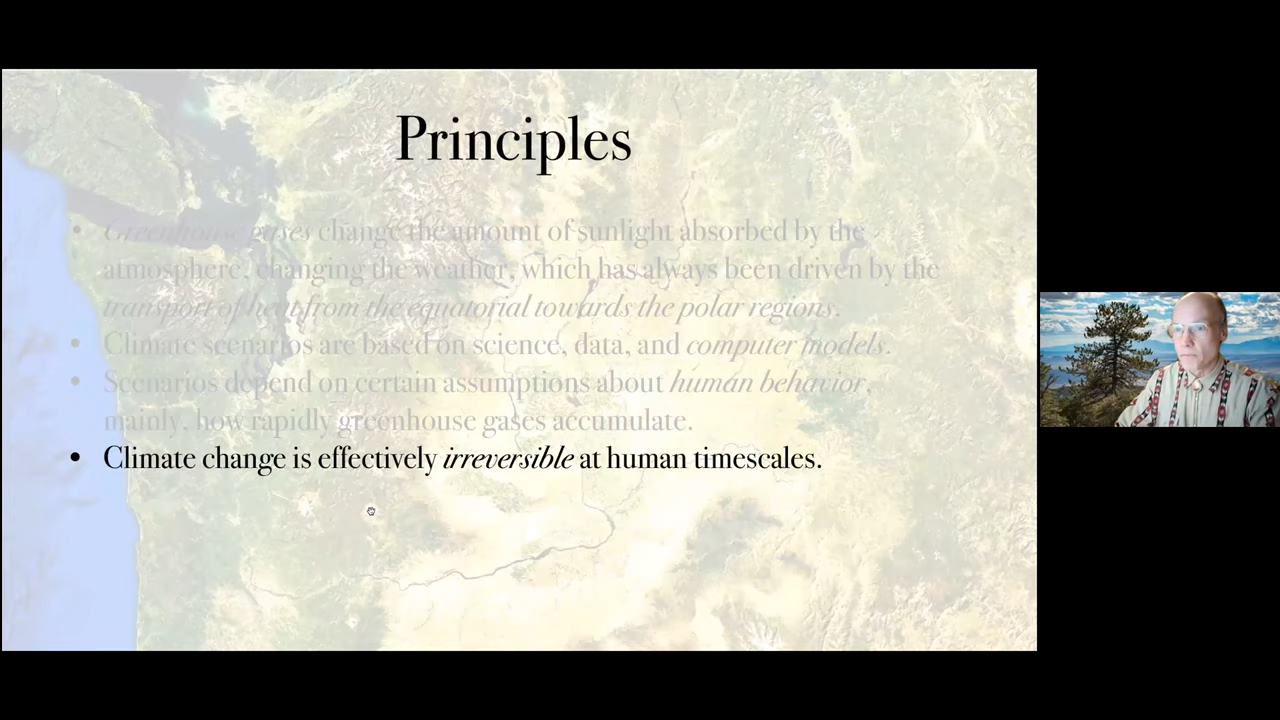 Principles
• Greenhouse gases change the amount of sunlight absorbed by the
atmosphere, changing the weather, which has always been driven by the
transport of heat from the equatorial towards the polar regions.
• Climate scenarios are based on science, data, and computer models.
• Scenarios depend on certain assumptions about human behavior,
mainly, how rapidly greenhouse gases accumulate.
• Climate change is effectively irreversible at human timescales.